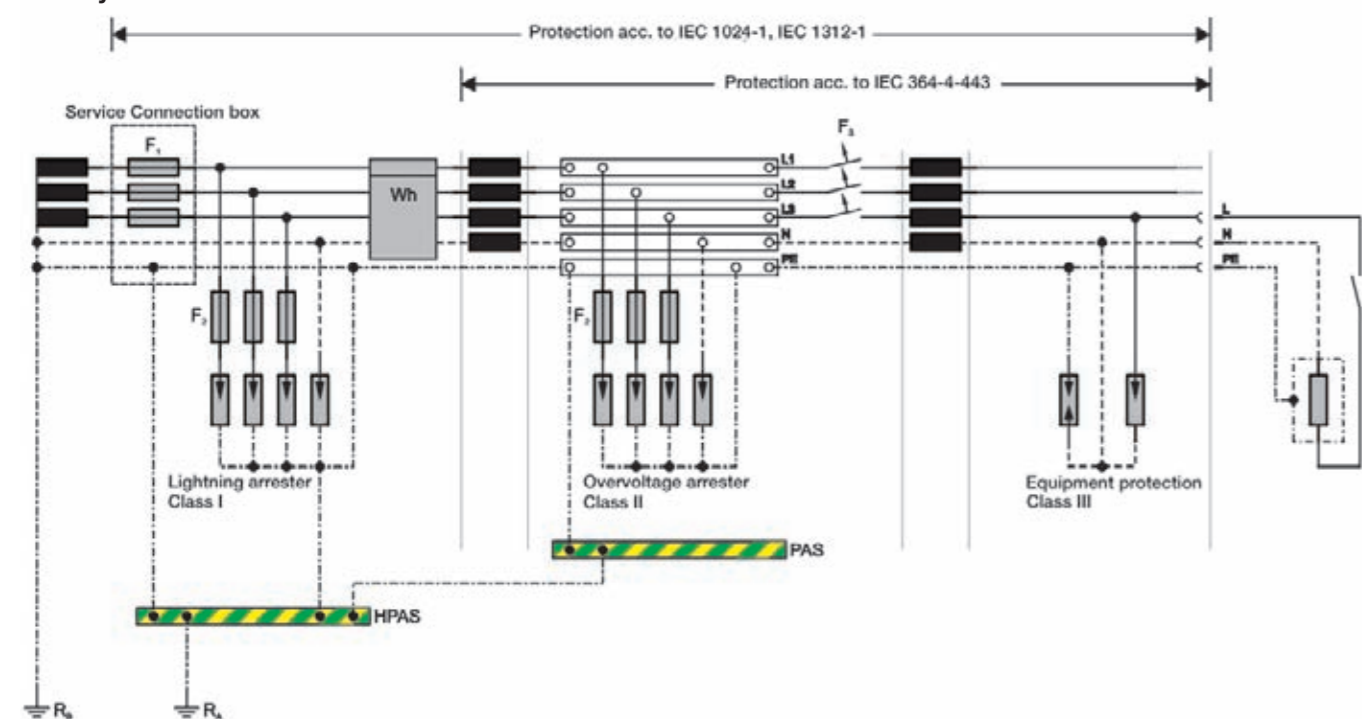 Protection acc. to IEC 1024-1, IEC 1312-1
Protection acc. to IEC 364-4-443
Service Connection box
F₁
F₃
Wh
L1
L2
L3
N
PE
L
N
PE
F₂
F₂
Lightning arrester
Class I
Overvoltage arrester
Class II
Equipment protection
Class III
PAS
HPAS
R_B
R_A